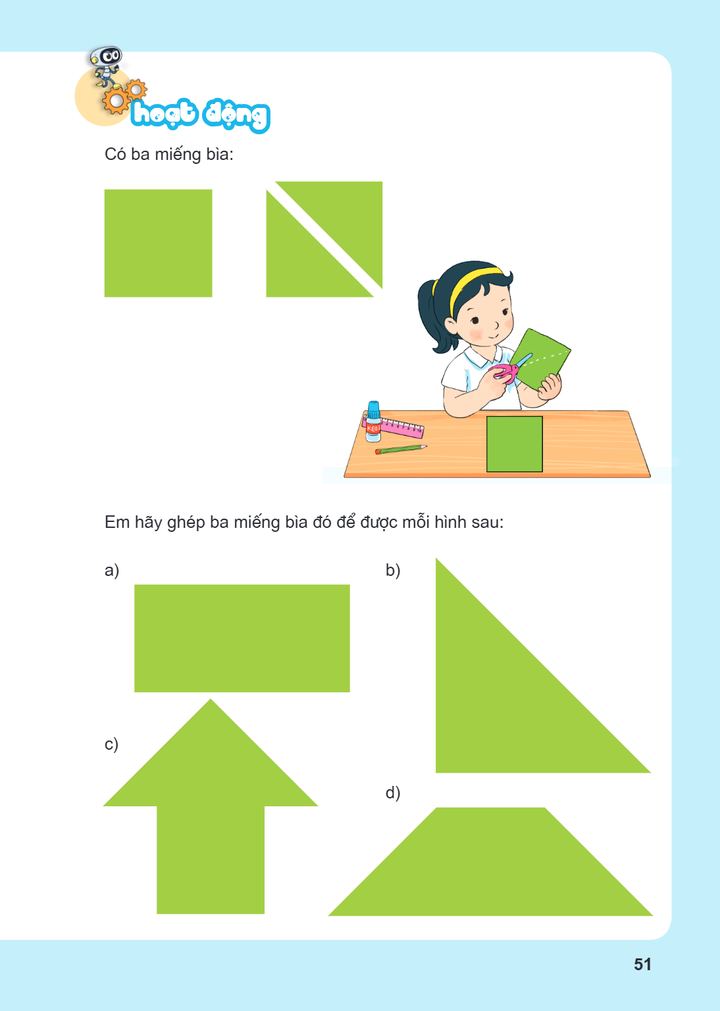 hoạt động
Có ba miếng bìa:
Em hãy ghép ba miếng bìa đó để được mỗi hình sau:
a)
b)
c)
d)
51